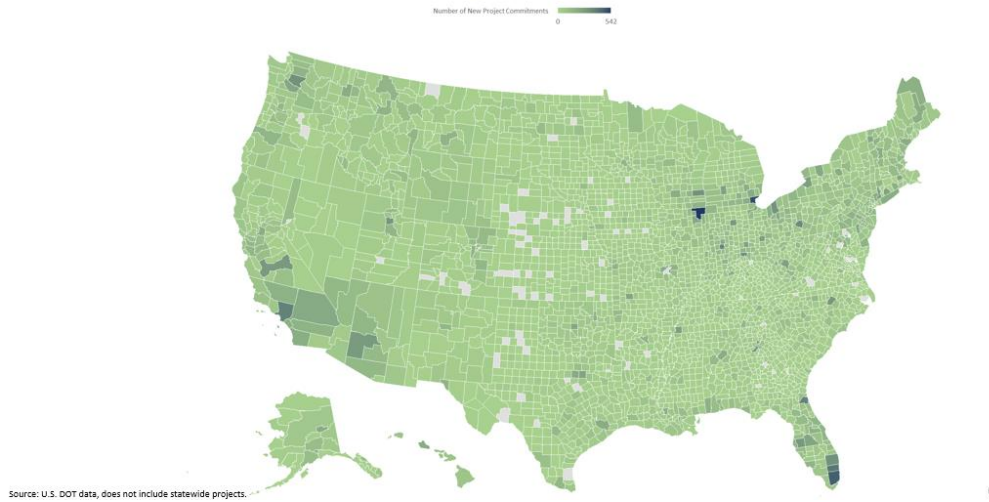 Number of New Project Commitments
0 542
Source: U.S. DOT data, does not include statewide projects.